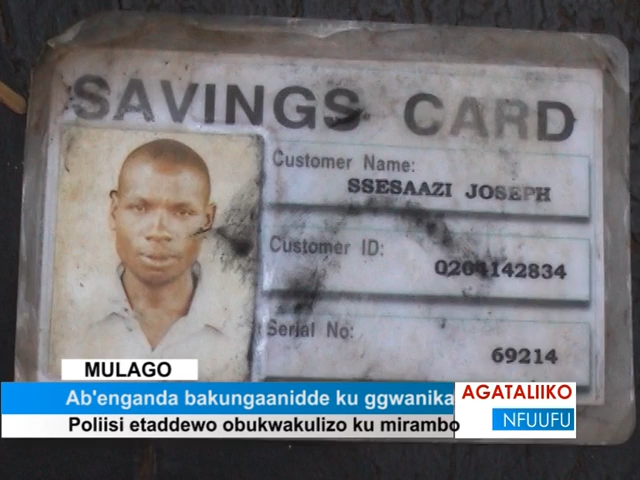 SAVINGS CARD
Customer Name:
SSESAAZI JOSEPH
Customer ID:
0204142834
Serial No:
69214
MULAGO
Ab'enganda bakungaanidde ku ggwanika
Poliisi etaddewo obukwakulizo ku mirambo
AGATALIIKO
NFUUFU